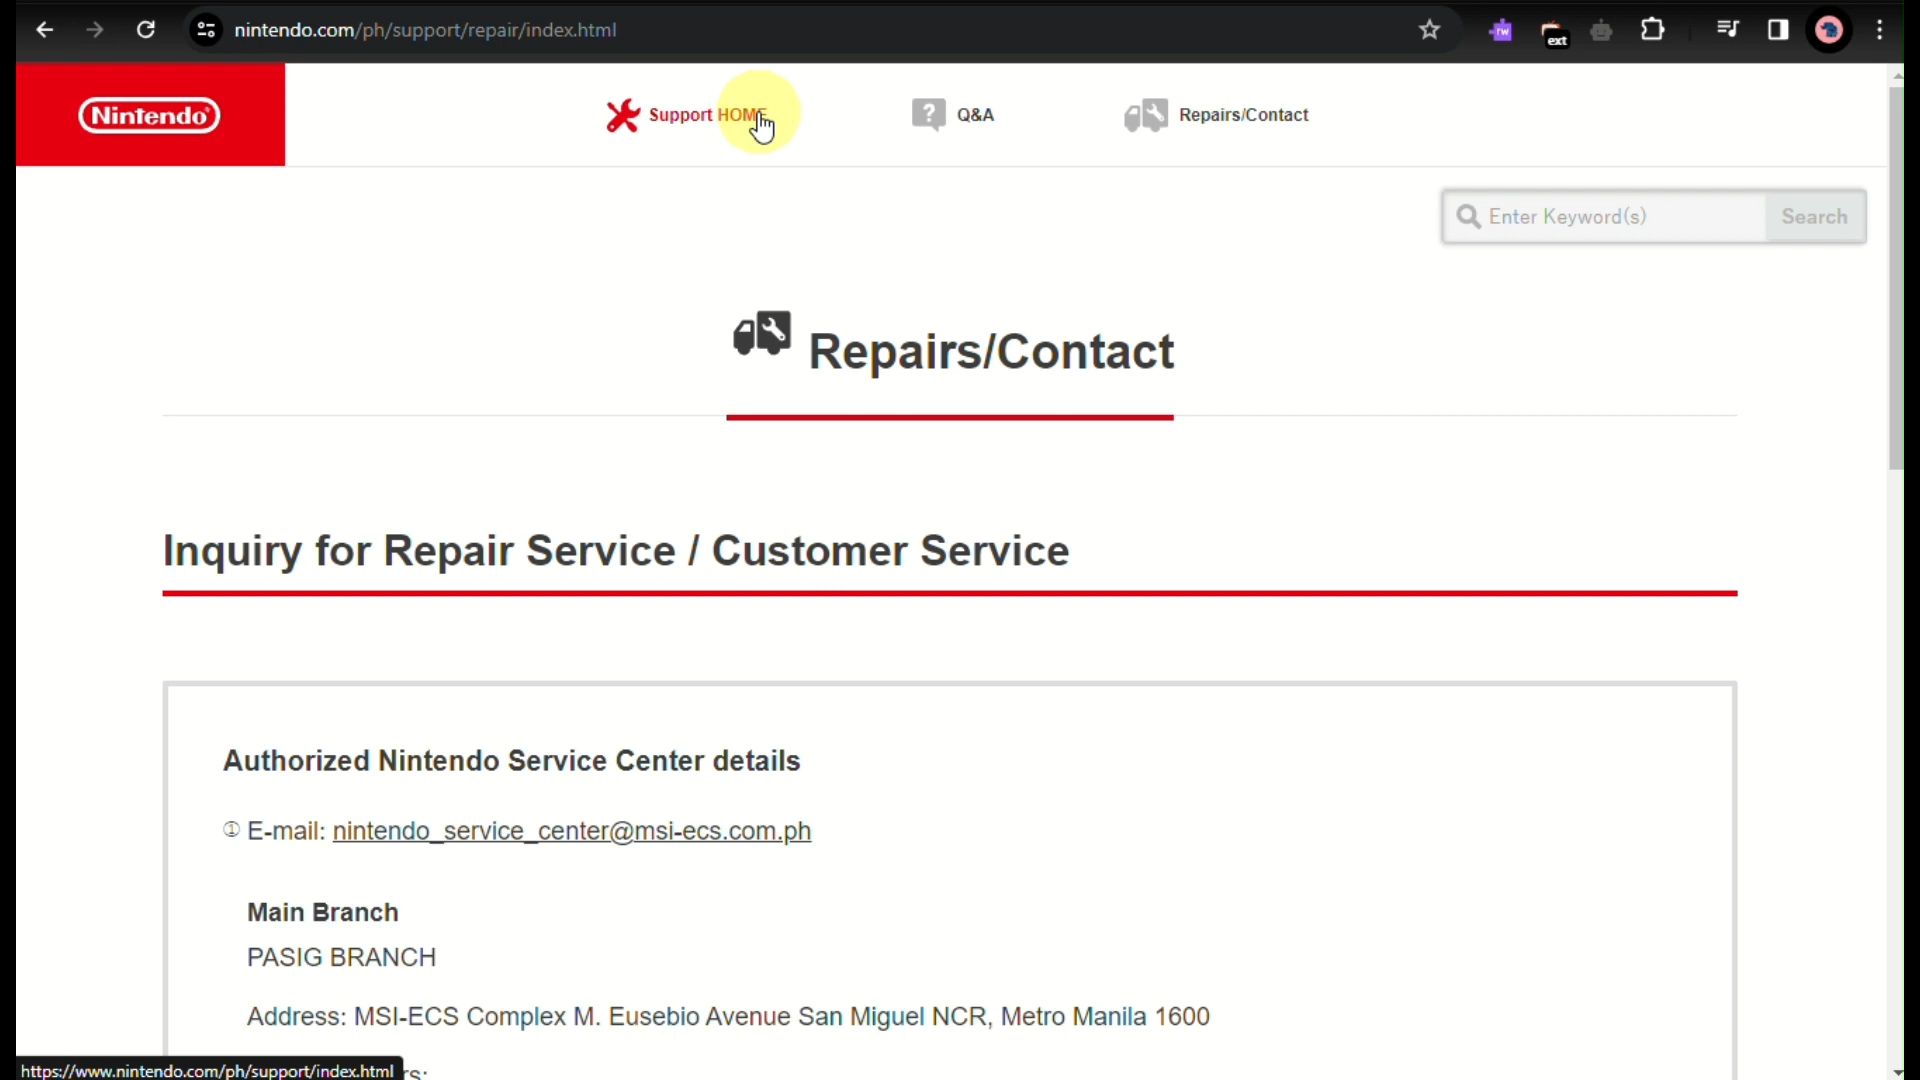 nintendo.com/ph/support/repair/index.html
rw
ext
Nintendo
Support HOME
? Q&A
Repairs/Contact
Enter Keyword(s)
Search
Repairs/Contact
Inquiry for Repair Service / Customer Service
Authorized Nintendo Service Center details
① E-mail: nintendo_service_center@msi-ecs.com.ph
Main Branch
PASIG BRANCH
Address: MSI-ECS Complex M. Eusebio Avenue San Miguel NCR, Metro Manila 1600
https://www.nintendo.com/ph/support/index.html